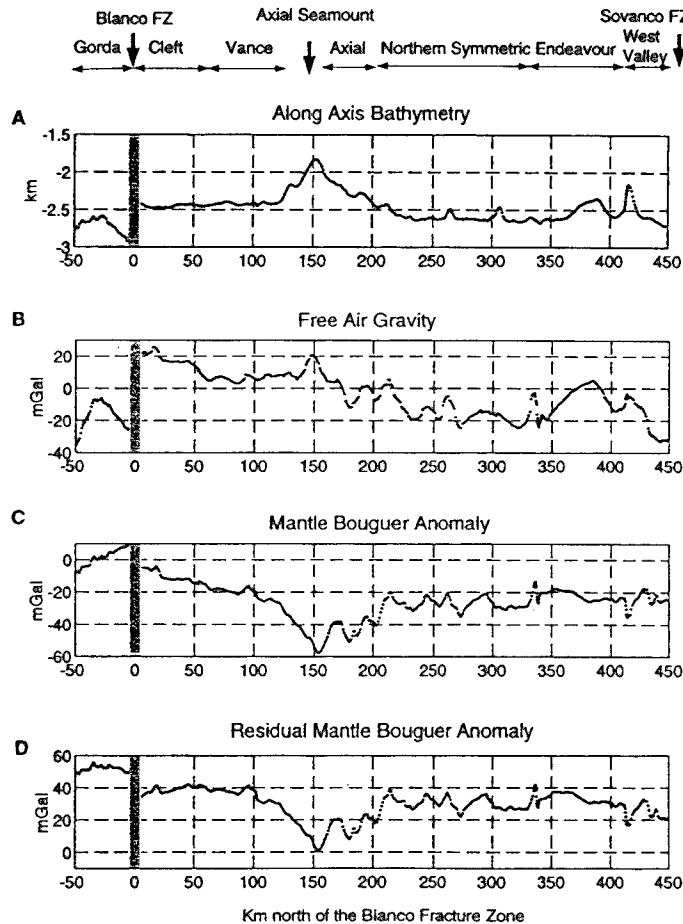 Blanco FZ
Axial Seamount
Sovanco FZ
Gorda Cleft Vance Axial Northern Symmetric Endeavour West Valley
A
Along Axis Bathymetry
km
-1.5
-2
-2.5
-3
-50 0 50 100 150 200 250 300 350 400 450
B
Free Air Gravity
mGal
20
0
-20
-40
-50 0 50 100 150 200 250 300 350 400 450
C
Mantle Bouguer Anomaly
mGal
0
-20
-40
-60
-50 0 50 100 150 200 250 300 350 400 450
D
Residual Mantle Bouguer Anomaly
mGal
60
40
20
0
-50 0 50 100 150 200 250 300 350 400 450
Km north of the Blanco Fracture Zone